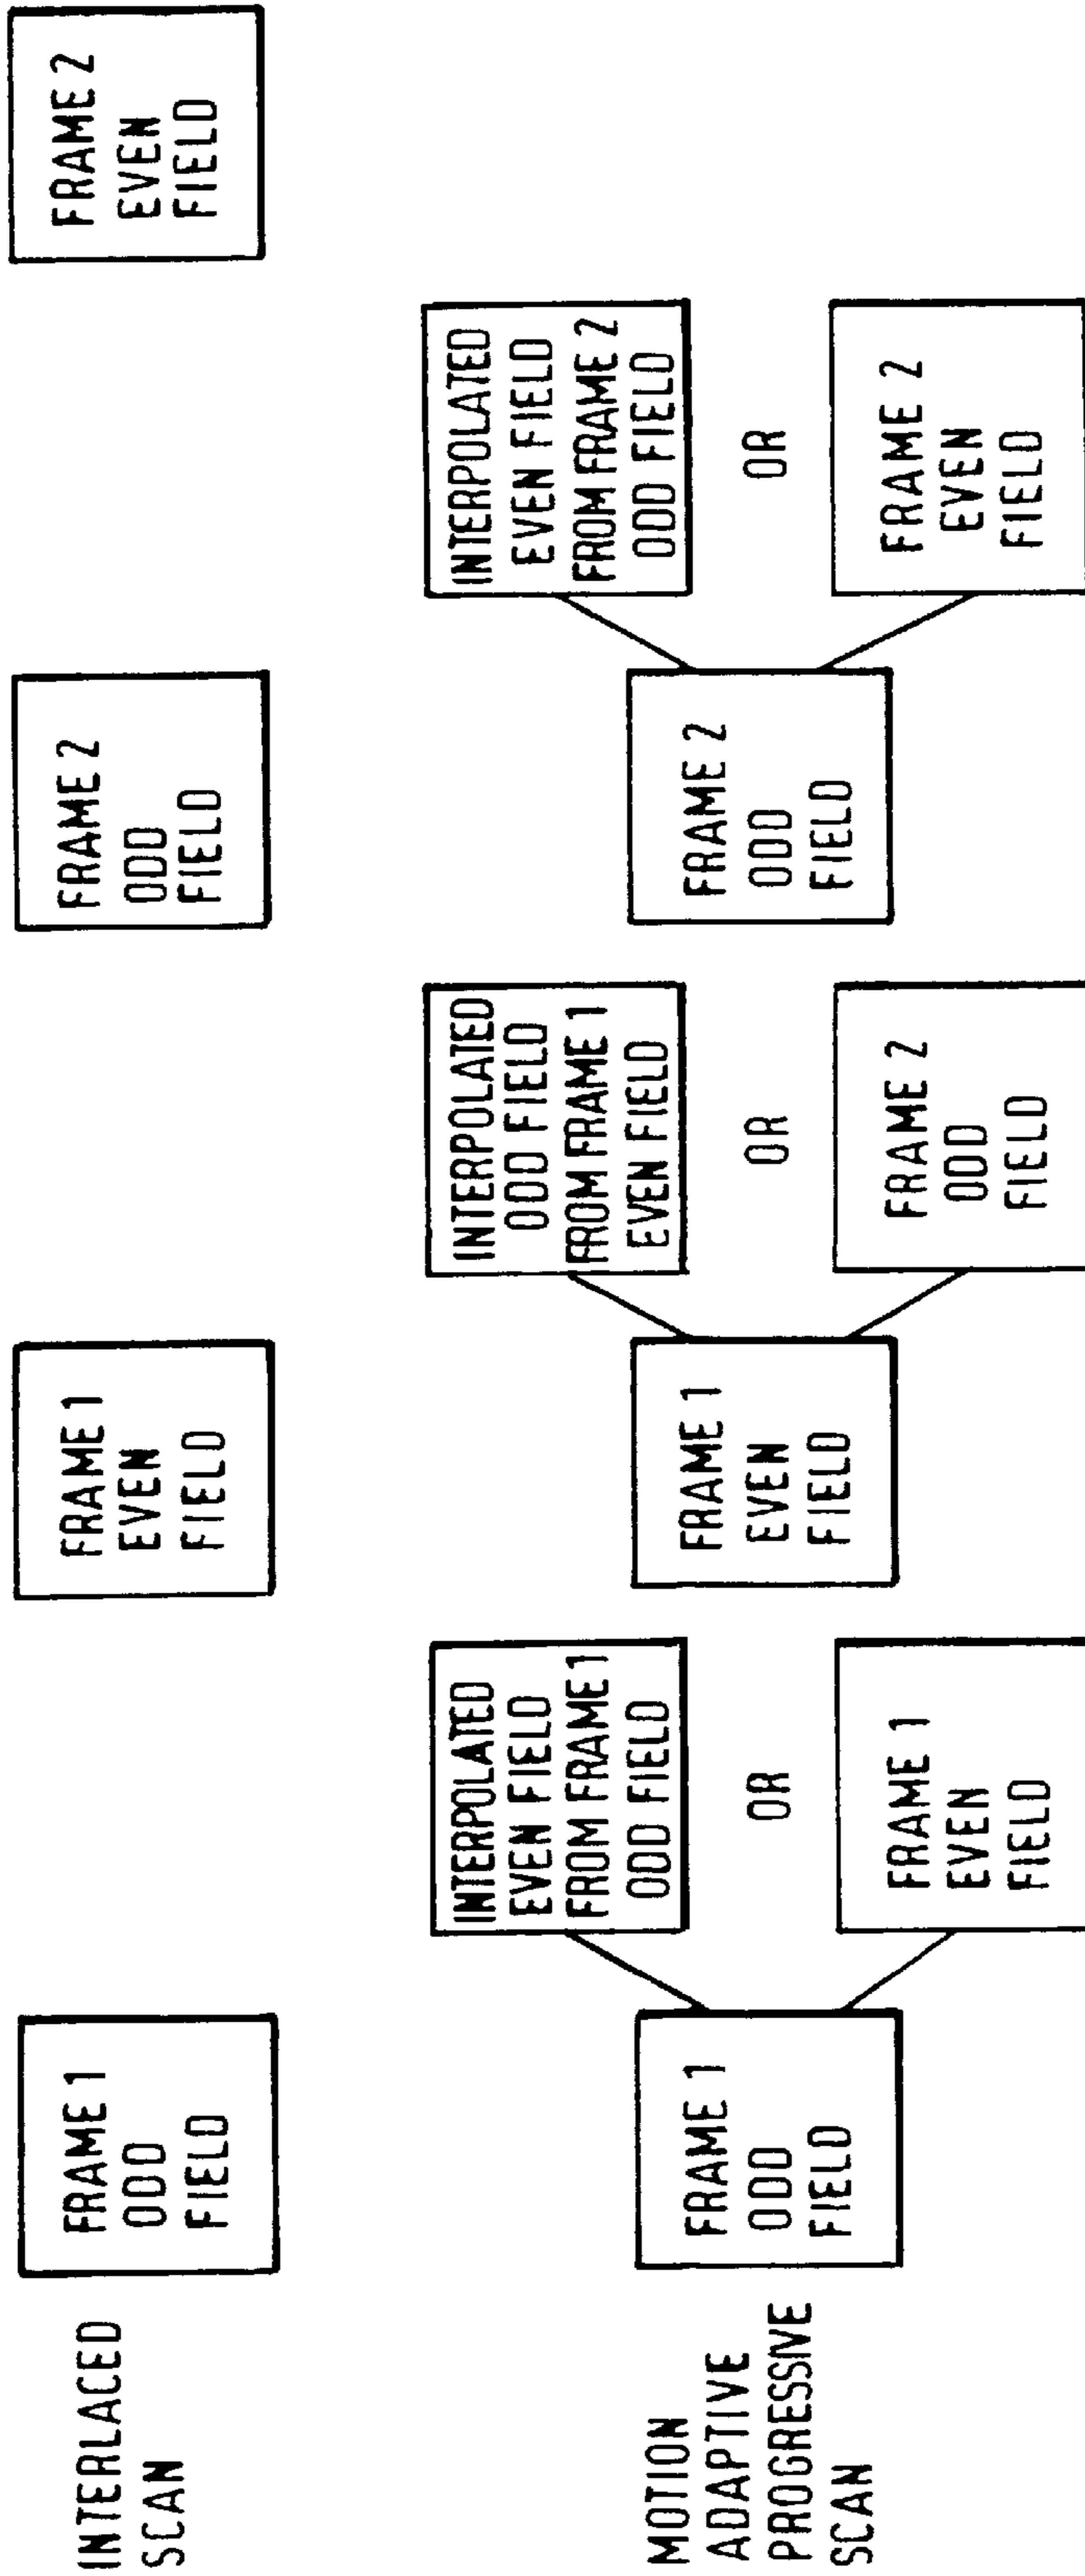 INTERLACED
SCAN
FRAME 1
ODD
FIELD
FRAME 1
EVEN
FIELD
FRAME 2
ODD
FIELD
FRAME 2
EVEN
FIELD
MOTION
ADAPTIVE
PROGRESSIVE
SCAN
FRAME 1
ODD
FIELD
INTERPOLATED
EVEN FIELD
FROM FRAME 1
ODD FIELD
OR
FRAME 1
EVEN
FIELD
FRAME 1
EVEN
FIELD
INTERPOLATED
ODD FIELD
FROM FRAME 1
EVEN FIELD
OR
FRAME 2
ODD
FIELD
FRAME 2
ODD
FIELD
INTERPOLATED
EVEN FIELD
FROM FRAME 2
ODD FIELD
OR
FRAME 2
EVEN
FIELD